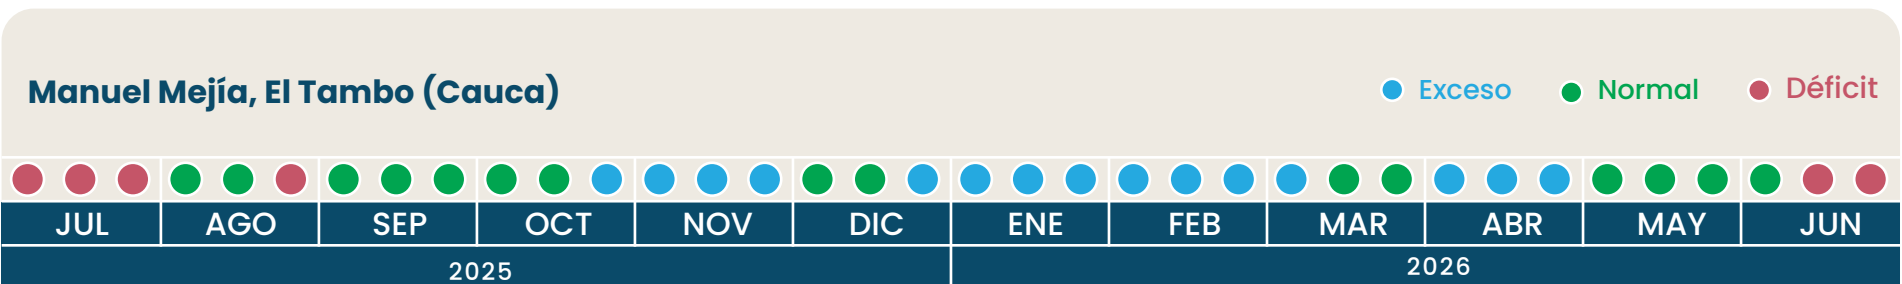 Manuel Mejía, El Tambo (Cauca)
Exceso Normal Déficit
JUL AGO SEP OCT NOV DIC ENE FEB MAR ABR MAY JUN
2025 2026